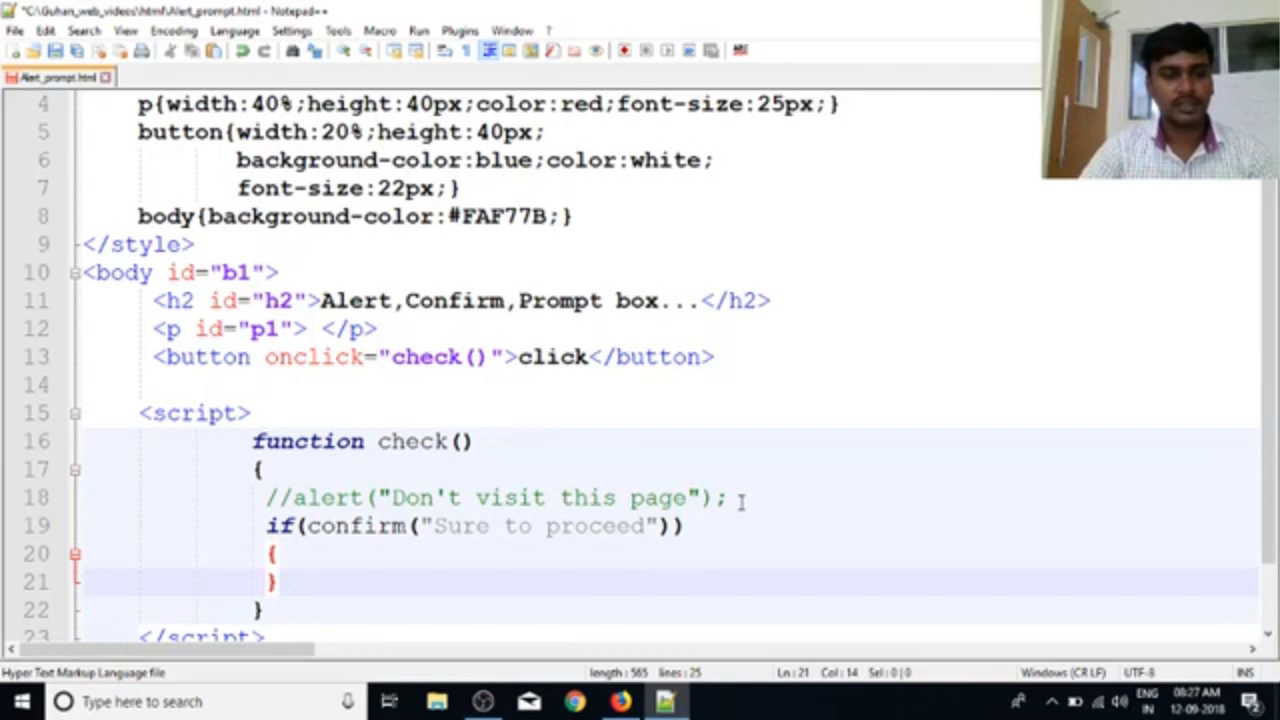 *C:\Guhan_web_videos\html\Alert_prompt.html - Notepad++
File Edit Search View Encoding Language Settings Tools Macro Run Plugins Window ?
Alert_prompt.html
4 p{width:40%;height:40px;color:red;font-size:25px;}
5 button{width:20%;height:40px;
6 background-color:blue;color:white;
7 font-size:22px;}
8 body{background-color:#FAF77B;}
9 </style>
10 <body id="b1">
11 <h2 id="h2">Alert,Confirm,Prompt box...</h2>
12 <p id="p1"> </p>
13 <button onclick="check()">click</button>
14
15 <script>
16 function check()
17 {
18 //alert("Don't visit this page");
19 if(confirm("Sure to proceed"))
20 {
21 }
22 }
23 </script>
Hyper Text Markup Language file length : 565 lines : 25 Ln : 21 Col : 14 Sel : 0 | 0 Windows (CR LF) UTF-8 INS
Type here to search
ENG 08:27 AM
IN 12-09-2018